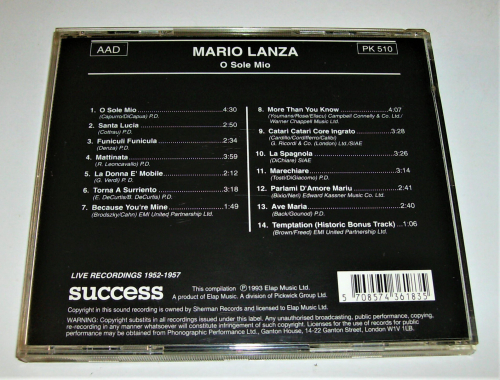 AAD
MARIO LANZA
PK 510
O Sole Mio
1. O Sole Mio 4:30
(Capurro/DiCapua) P.D.
2. Santa Lucia 2:50
(Cottrau) P.D.
3. Funiculi Funicula 2:34
(Denza) P.D.
4. Mattinata 3:59
(R. Leoncavallo) P.D.
5. La Donna E' Mobile 2:12
(G. Verdi) P.D.
6. Torna A Surriento 3:18
(E. DeCurtis/B. DeCurtis) P.D.
7. Because You're Mine 1:49
(Brodszky/Cahn) EMI United Partnership Ltd.
8. More Than You Know 4:07
(Youmans/Rose/Eliscu) Campbell Connelly & Co. Ltd./
Warner Chappell Music Ltd.
9. Catari Catari Core Ingrato 3:28
(Cardillo/Cordifferro/Calisi)
G. Ricordi & Co. (London) Ltd./SIAE
10. La Spagnola 3:26
(DiChiare) SIAE
11. Marechiare 3:14
(Tosti/DiGiacomo) P.D.
12. Parlami D'Amore Mariu 2:41
(Bixio/Neri) Edward Kassner Music Co. Ltd.
13. Ave Maria 2:40
(Bach/Gounod) P.D.
14. Temptation (Historic Bonus Track) 1:06
(Brown/Freed) EMI United Partnership Ltd.
LIVE RECORDINGS 1952-1957
success
This compilation Ⓟ 1993 Elap Music Ltd.
A product of Elap Music. A division of Pickwick Group Ltd.
5 708574 361835
Copyright in this sound recording is owned by Sherman Records and licensed to Elap Music Ltd.
WARNING: Copyright subsists in all recordings issued under this label. Any unauthorised broadcasting, public performance, copying,
re-recording in any manner whatsoever will constitute infringement of such copyright. Licences for the use of records for public
performance may be obtained from Phonographic Performance Ltd., Ganton House, 14-22 Ganton Street, London W1V 1LB.